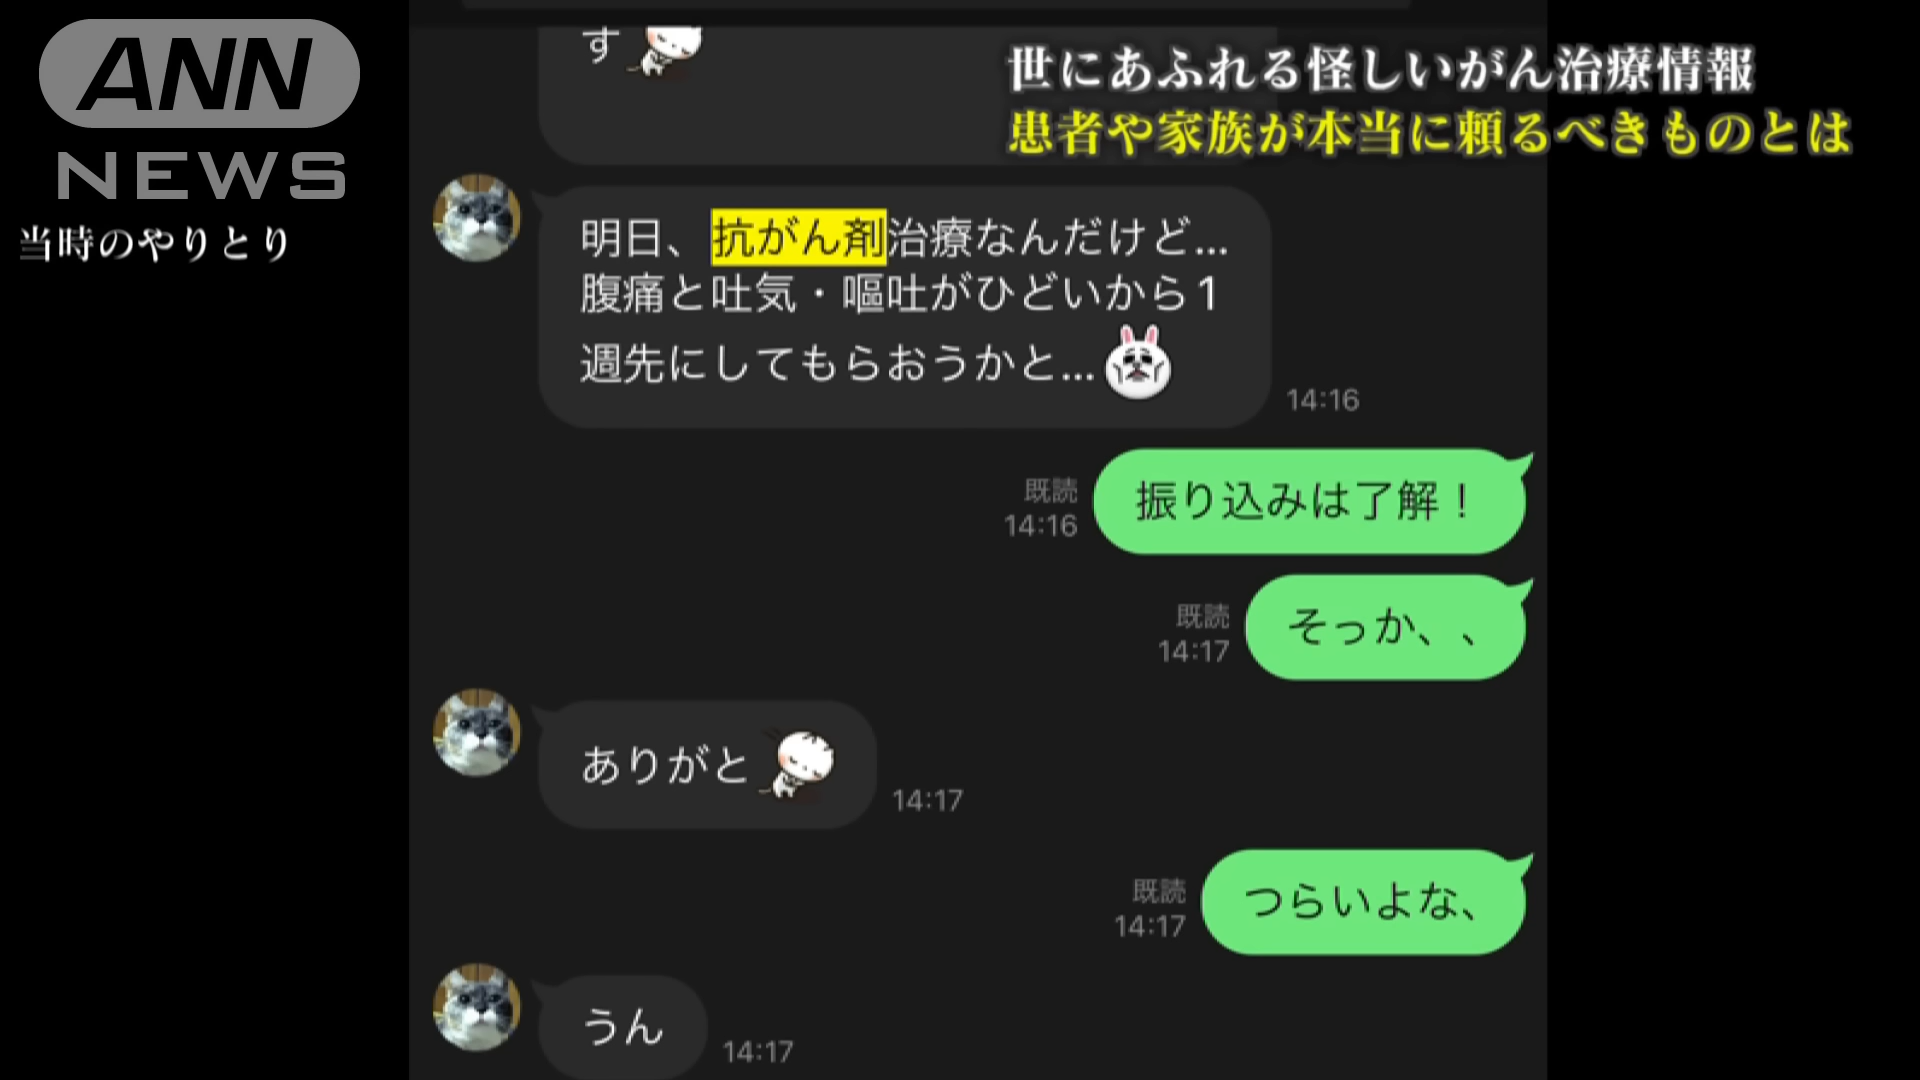 ANN
NEWS
当時のやりとり
世にあふれる怪しいがん治療情報
患者や家族が本当に頼るべきものとは
す
明日、抗がん剤治療なんだけど…
腹痛と吐気・嘔吐がひどいから1
週先にしてもらおうかと…
14:16
振り込みは了解！
既読
14:16
そっか、、
既読
14:17
ありがと
14:17
つらいよな、
既読
14:17
うん
14:17